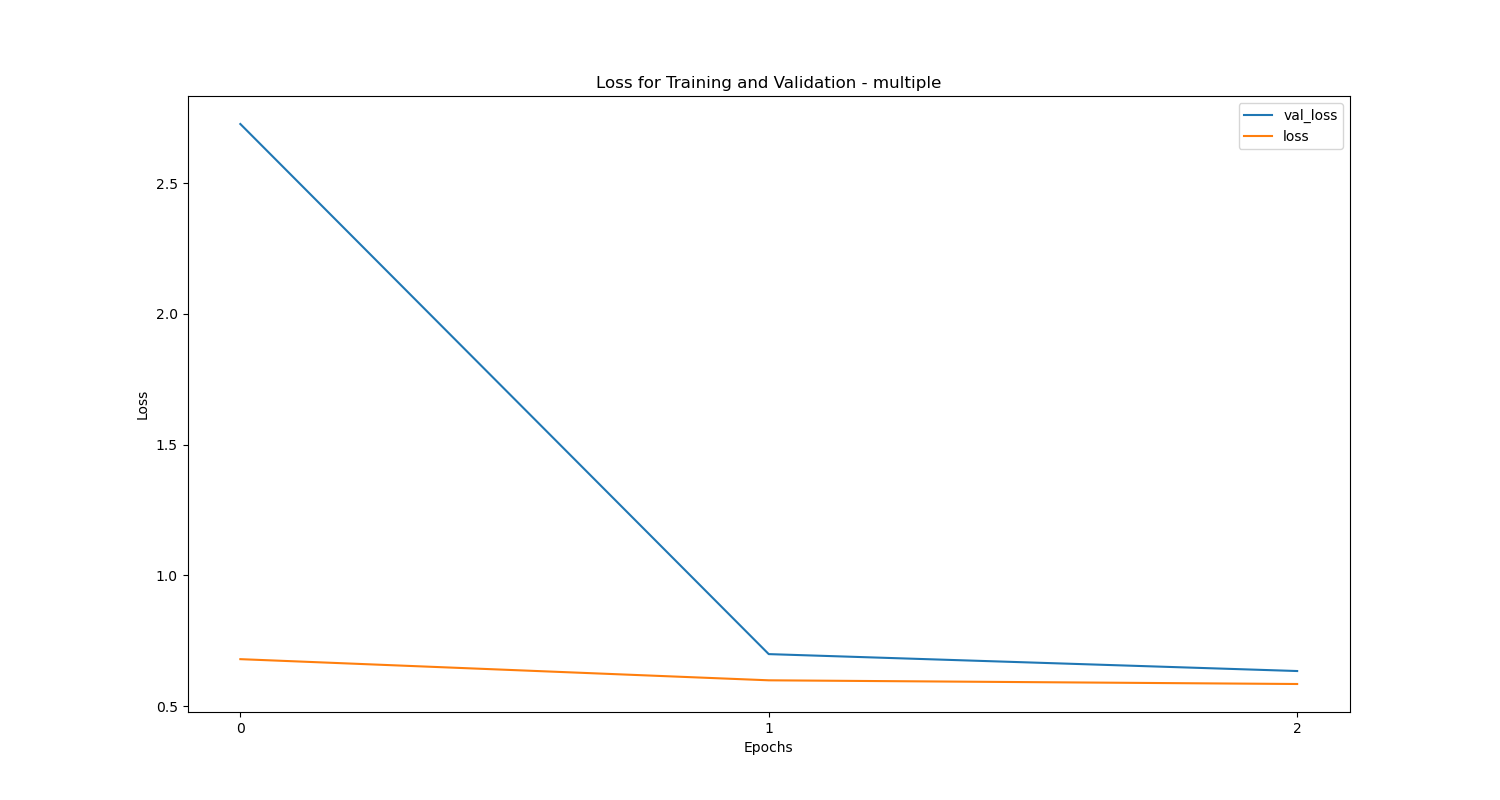 Loss for Training and Validation - multiple
val_loss
loss
2.5
2.0
1.5
1.0
0.5
Loss
0 1 2
Epochs